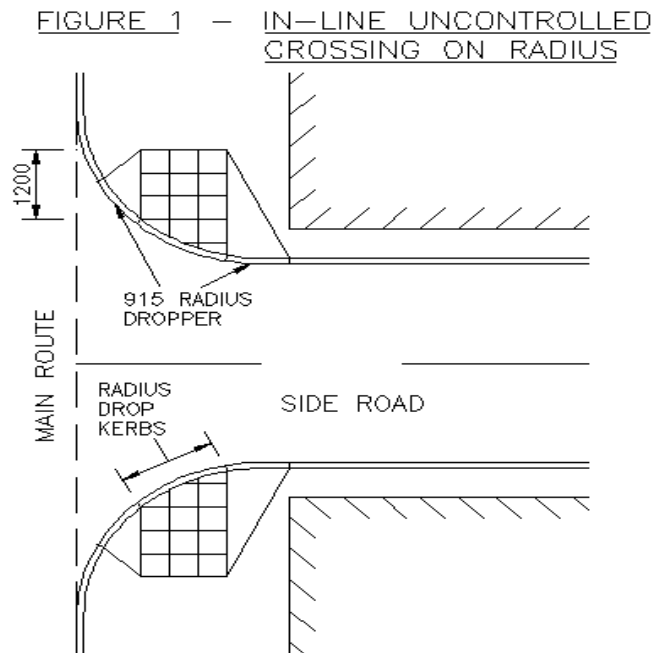 FIGURE 1 – IN-LINE UNCONTROLLED
CROSSING ON RADIUS
1200
915 RADIUS
DROPPER
MAIN ROUTE
RADIUS
DROP
KERBS
SIDE ROAD